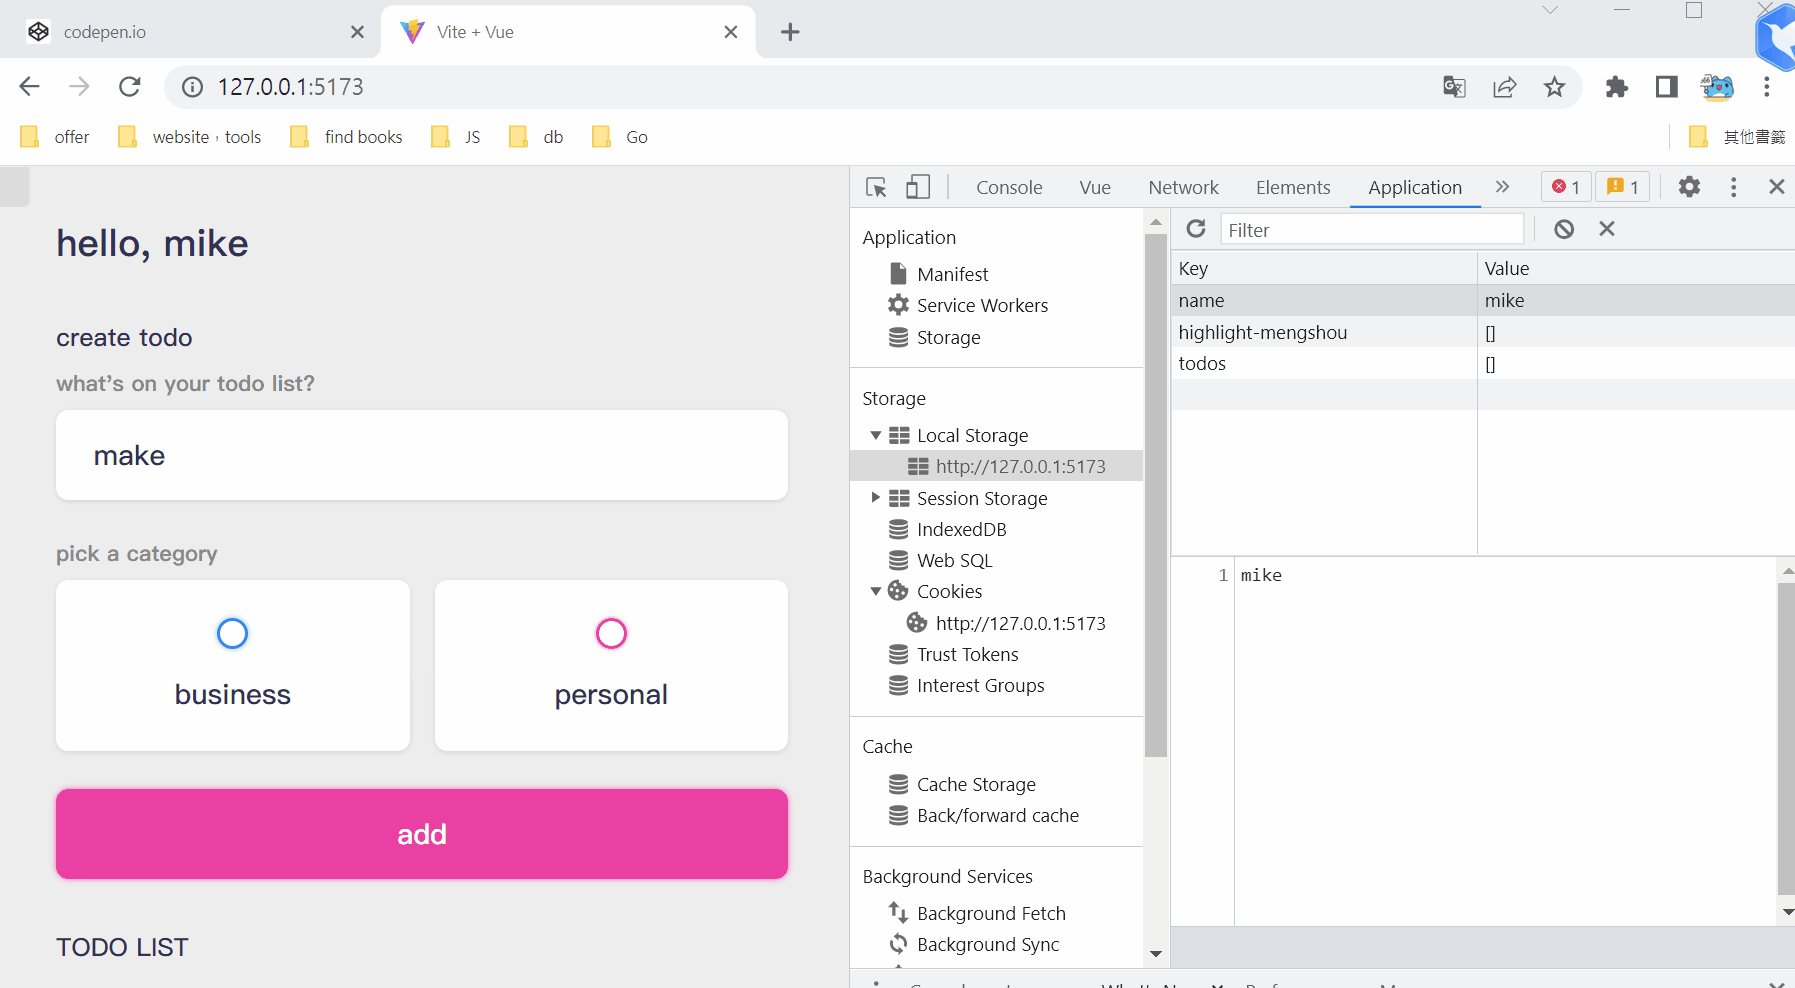 codepen.io
Vite + Vue
127.0.0.1:5173
offer
website，tools
find books
JS
db
Go
其他書籤
hello, mike
create todo
what's on your todo list?
make
pick a category
business
personal
add
TODO LIST
Console
Vue
Network
Elements
Application
1
1
Application
Manifest
Service Workers
Storage
Storage
Local Storage
http://127.0.0.1:5173
Session Storage
IndexedDB
Web SQL
Cookies
http://127.0.0.1:5173
Trust Tokens
Interest Groups
Cache
Cache Storage
Back/forward cache
Background Services
Background Fetch
Background Sync
Filter
Key Value
name mike
highlight-mengshou []
todos []
1 mike